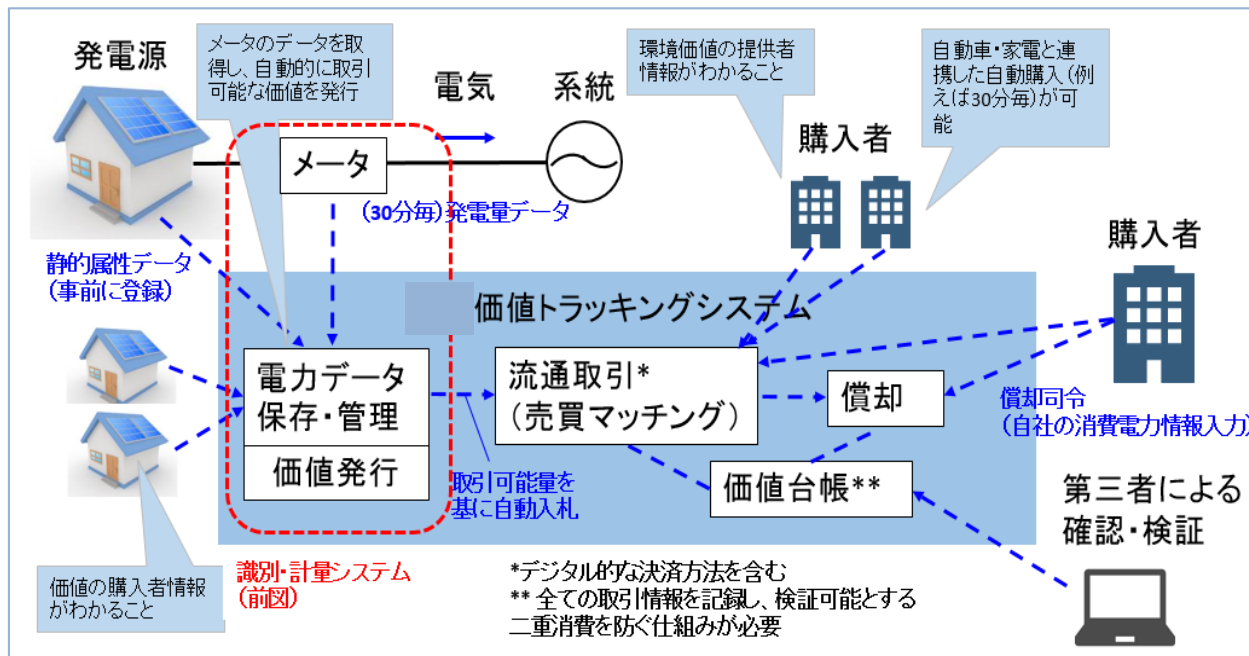 発電源
メータのデータを取
得し、自動的に取引
可能な価値を発行
電気
系統
環境価値の提供者
情報がわかること
自動車・家電と連
携した自動購入(例
えば30分毎)が可
能
メータ
(30分毎)発電量データ
購入者
購入者
静的属性データ
(事前に登録)
価値トラッキングシステム
電力データ
保存・管理
価値発行
流通取引*
(売買マッチング)
償却
償却司令
(自社の消費電力情報入力)
取引可能量を
基に自動入札
価値台帳**
第三者による
確認・検証
価値の購入者情報
がわかること
識別・計量システム
(前図)
*デジタル的な決済方法を含む
** 全ての取引情報を記録し、検証可能とする
二重消費を防ぐ仕組みが必要